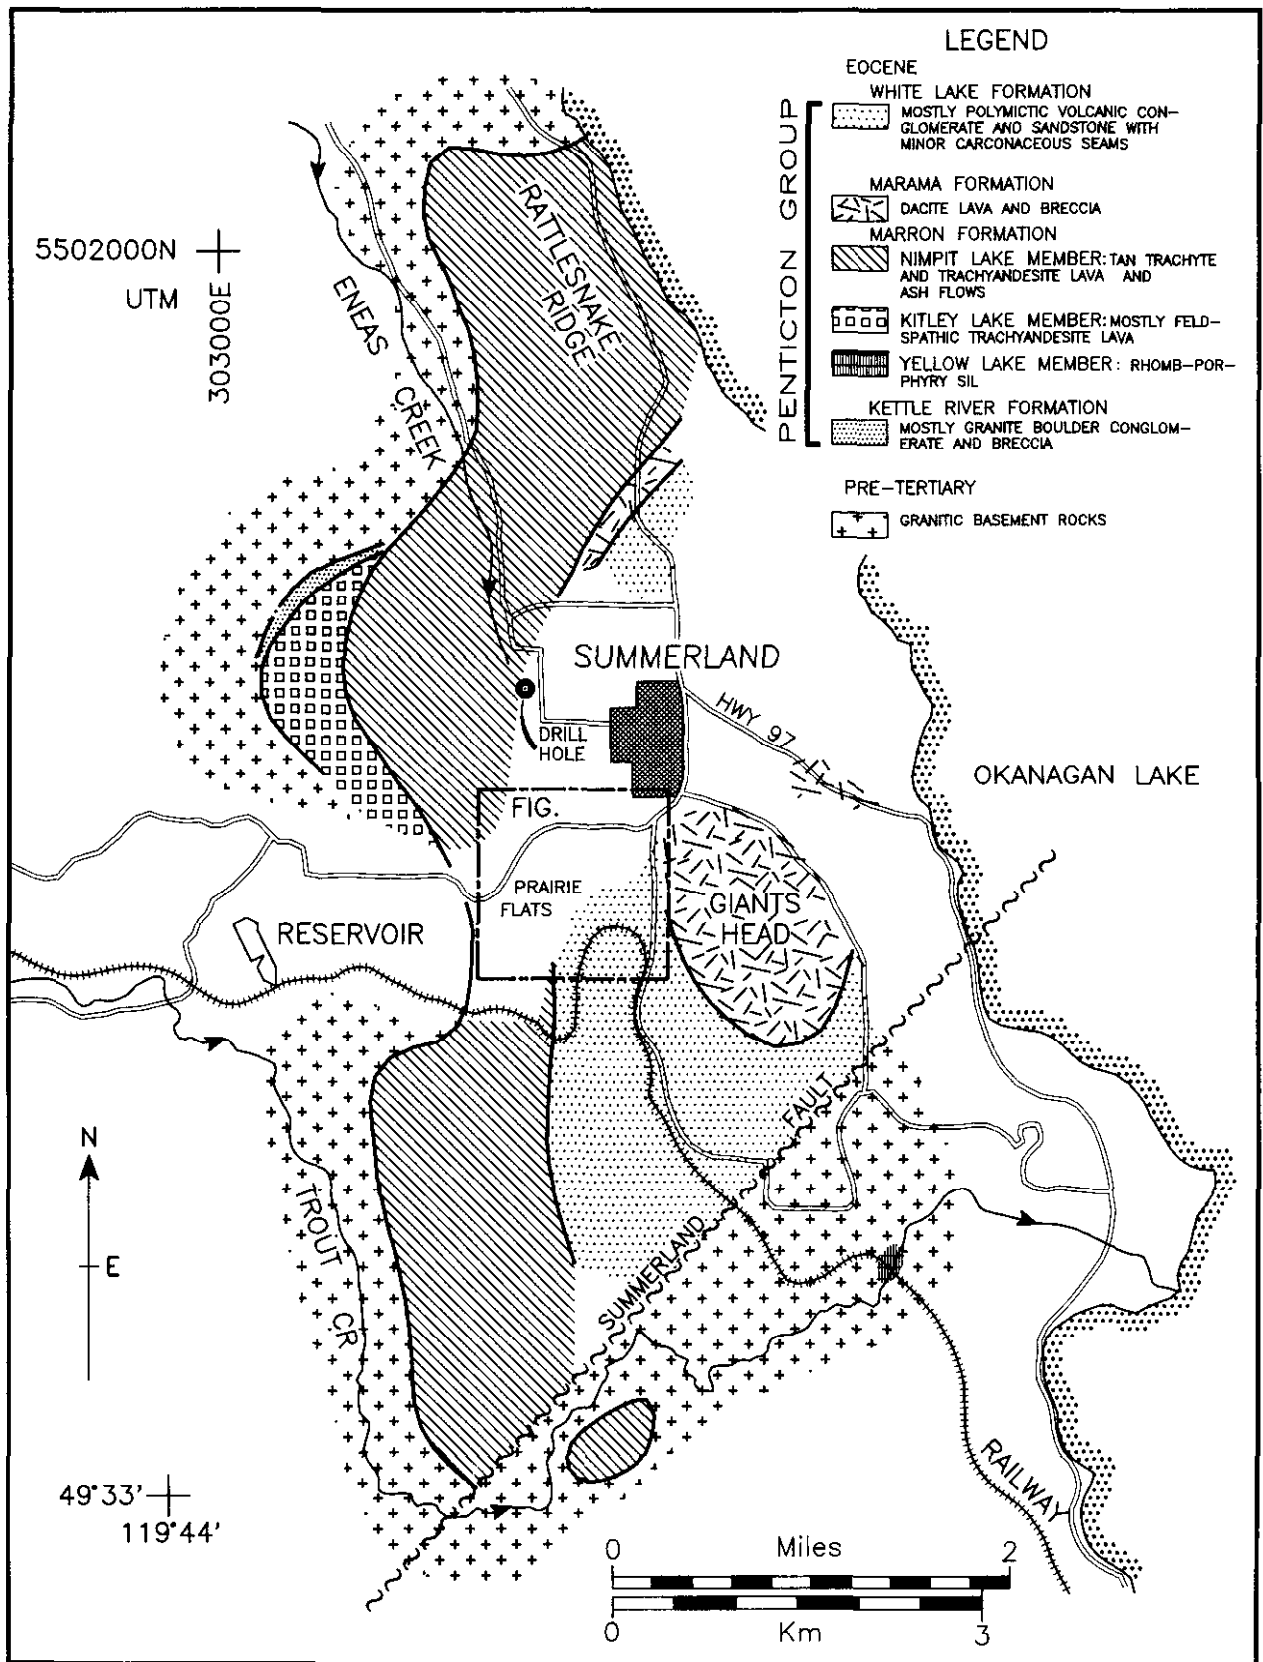 LEGEND
EOCENE
WHITE LAKE FORMATION
MOSTLY POLYMICTIC VOLCANIC CON-
GLOMERATE AND SANDSTONE WITH
MINOR CARCONACEOUS SEAMS
MARAMA FORMATION
DACITE LAVA AND BRECCIA
MARRON FORMATION
NIMPIT LAKE MEMBER: TAN TRACHYTE
AND TRACHYANDESITE LAVA AND
ASH FLOWS
KITLEY LAKE MEMBER: MOSTLY FELD-
SPATHIC TRACHYANDESITE LAVA
YELLOW LAKE MEMBER: RHOMB-POR-
PHYRY SIL
KETTLE RIVER FORMATION
MOSTLY GRANITE BOULDER CONGLOM-
ERATE AND BRECCIA
PENTICTON GROUP
PRE-TERTIARY
GRANITIC BASEMENT ROCKS
5502000N
UTM
303000E
ENEAS
CREEK
RATTLESNAKE
RIDGE
SUMMERLAND
HWY 97
DRILL
HOLE
OKANAGAN LAKE
FIG.
PRAIRIE
FLATS
GIANTS
HEAD
RESERVOIR
SUMMERLAND
FAULT
N
E
TROUT
CR
RAILWAY
49°33'
119°44'
0 Miles 2
0 Km 3